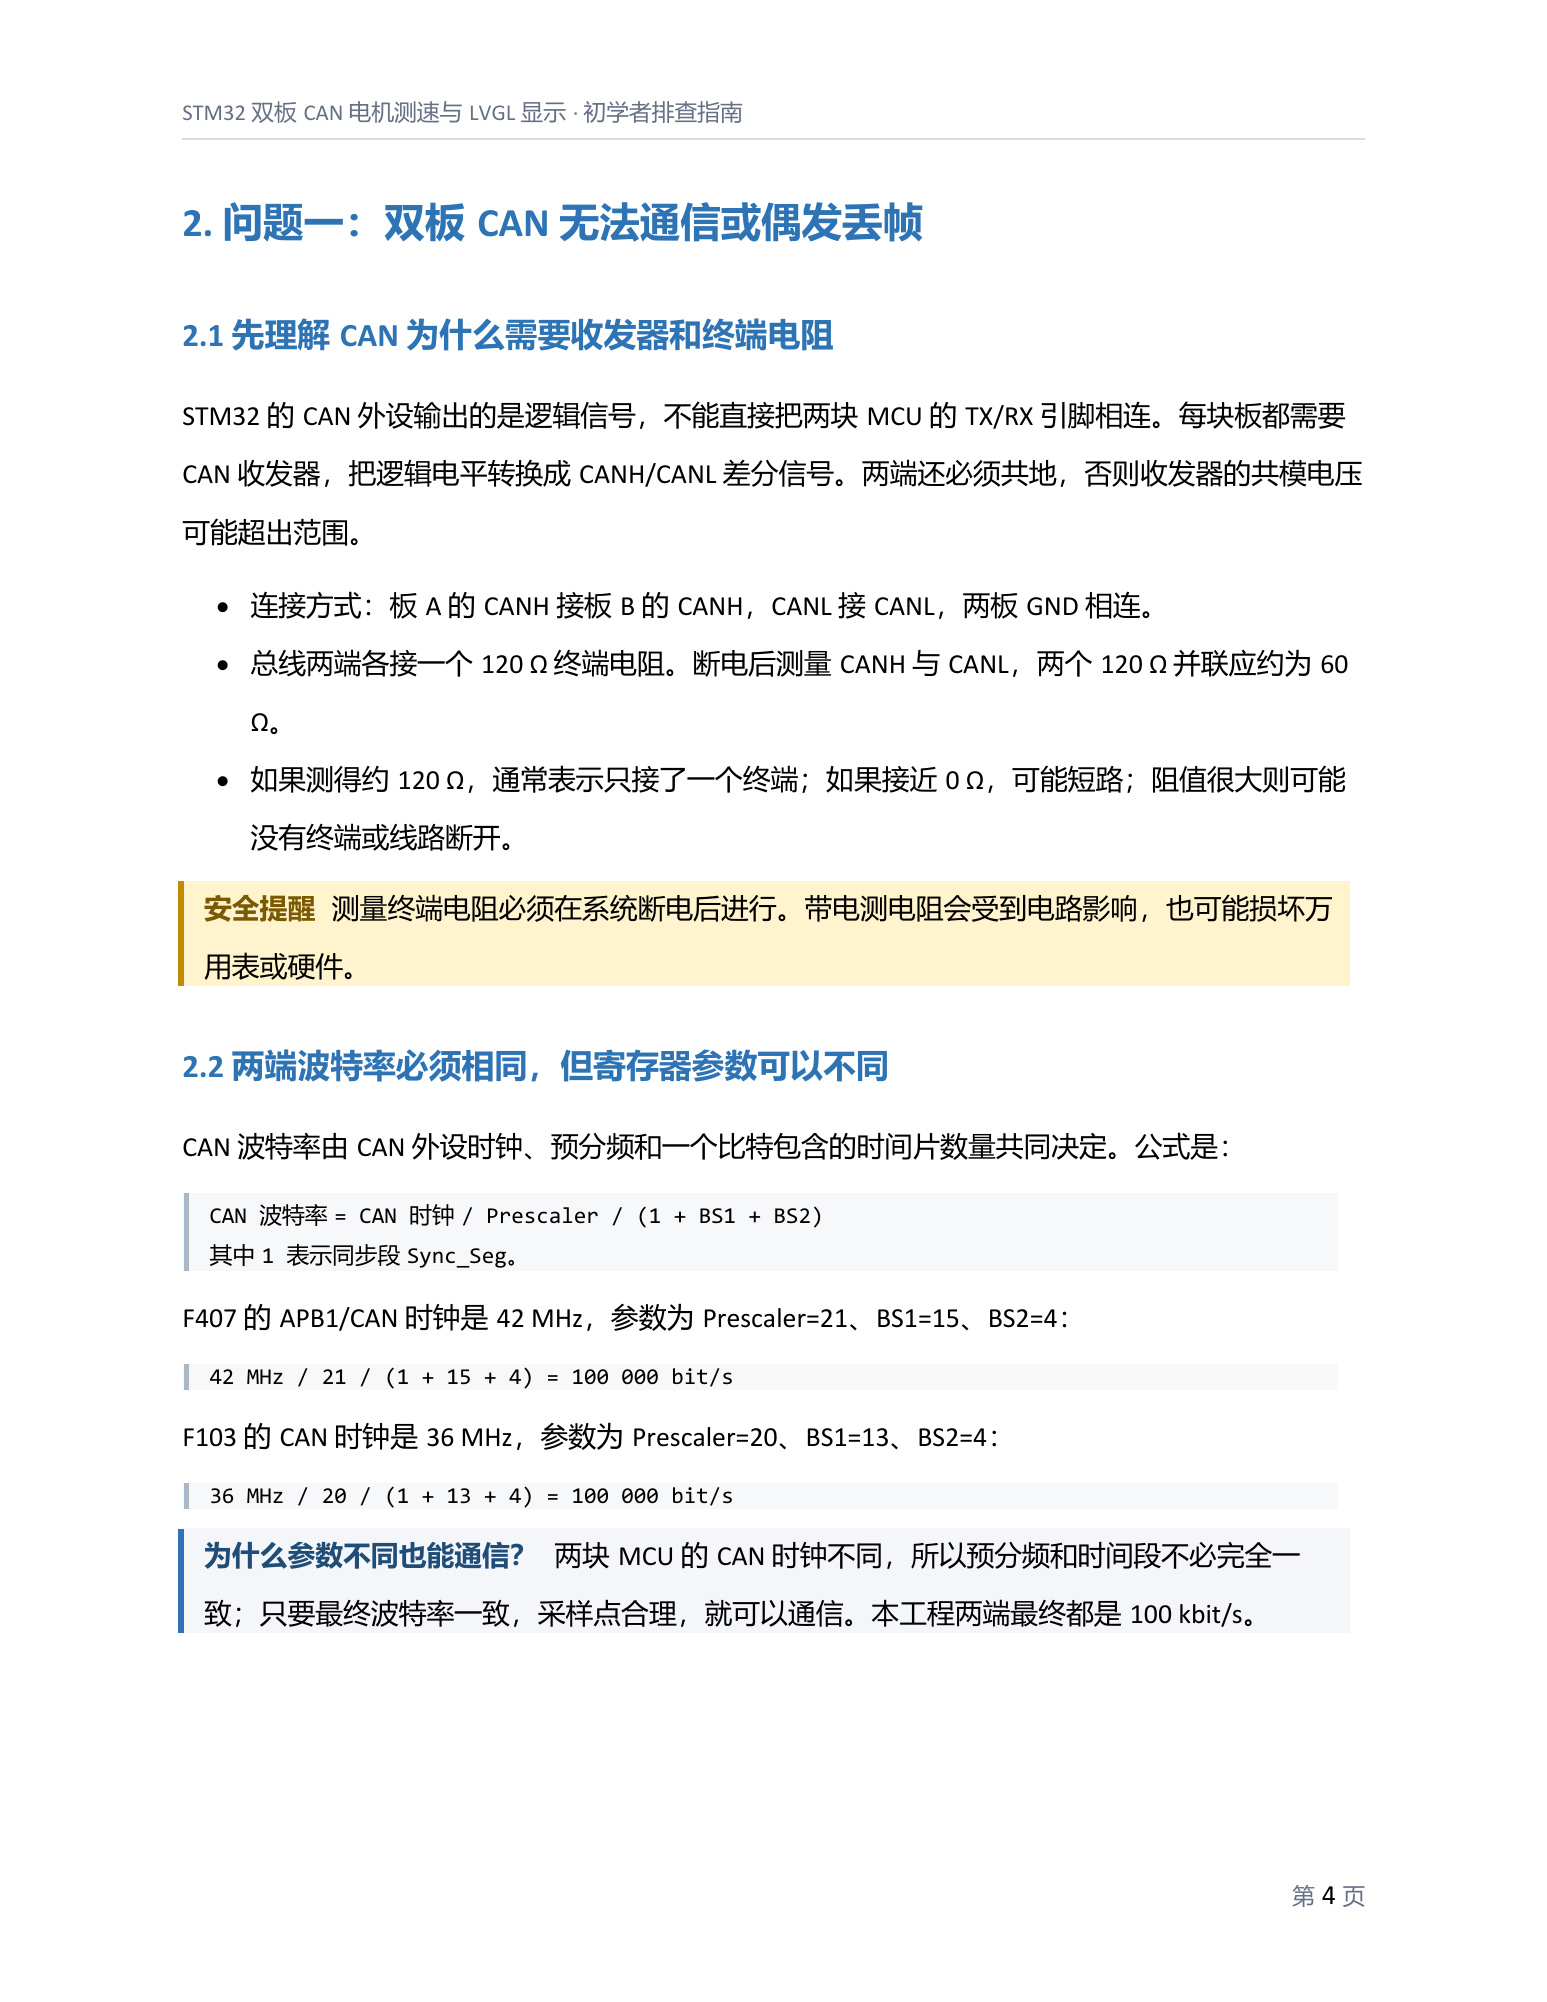 STM32 双板 CAN 电机测速与 LVGL 显示 · 初学者排查指南
2. 问题一：双板 CAN 无法通信或偶发丢帧
2.1 先理解 CAN 为什么需要收发器和终端电阻
STM32 的 CAN 外设输出的是逻辑信号，不能直接把两块 MCU 的 TX/RX 引脚相连。每块板都需要
CAN 收发器，把逻辑电平转换成 CANH/CANL 差分信号。两端还必须共地，否则收发器的共模电压
可能超出范围。
• 连接方式：板 A 的 CANH 接板 B 的 CANH，CANL 接 CANL，两板 GND 相连。
• 总线两端各接一个 120 Ω 终端电阻。断电后测量 CANH 与 CANL，两个 120 Ω 并联应约为 60
Ω。
• 如果测得约 120 Ω，通常表示只接了一个终端；如果接近 0 Ω，可能短路；阻值很大则可能
没有终端或线路断开。
安全提醒 测量终端电阻必须在系统断电后进行。带电测电阻会受到电路影响，也可能损坏万
用表或硬件。
2.2 两端波特率必须相同，但寄存器参数可以不同
CAN 波特率由 CAN 外设时钟、预分频和一个比特包含的时间片数量共同决定。公式是：
CAN 波特率 = CAN 时钟 / Prescaler / (1 + BS1 + BS2)
其中 1 表示同步段 Sync_Seg。
F407 的 APB1/CAN 时钟是 42 MHz，参数为 Prescaler=21、BS1=15、BS2=4：
42 MHz / 21 / (1 + 15 + 4) = 100 000 bit/s
F103 的 CAN 时钟是 36 MHz，参数为 Prescaler=20、BS1=13、BS2=4：
36 MHz / 20 / (1 + 13 + 4) = 100 000 bit/s
为什么参数不同也能通信？ 两块 MCU 的 CAN 时钟不同，所以预分频和时间段不必完全一
致；只要最终波特率一致，采样点合理，就可以通信。本工程两端最终都是 100 kbit/s。
第 4 页